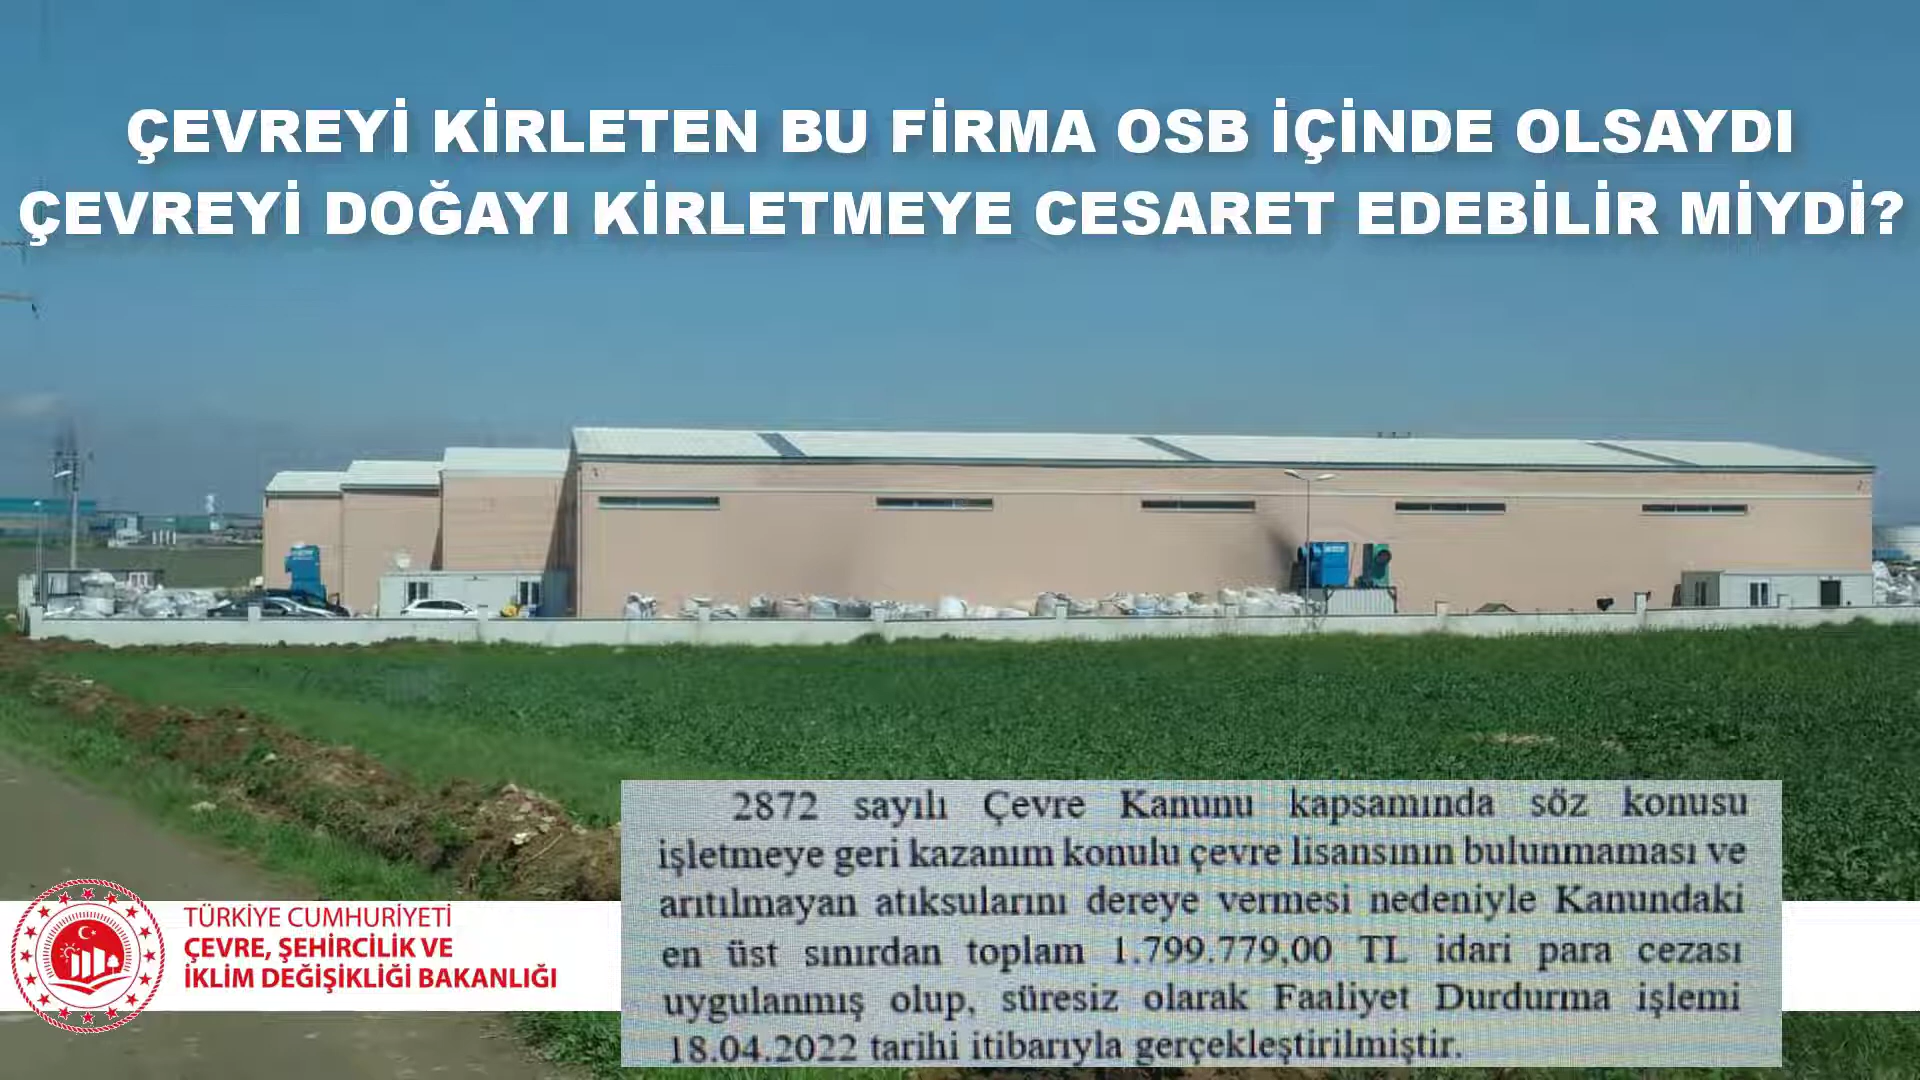 ÇEVREYİ KİRLETEN BU FİRMA OSB İÇİNDE OLSAYDI
ÇEVREYİ DOĞAYI KİRLETMEYE CESARET EDEBİLİR MİYDİ?
2872 sayılı Çevre Kanunu kapsamında söz konusu
işletmeye geri kazanım konulu çevre lisansının bulunmaması ve
arıtılmayan atıksularını dereye vermesi nedeniyle Kanundaki
en üst sınırdan toplam 1.799.779,00 TL idari para cezası
uygulanmış olup, süresiz olarak Faaliyet Durdurma işlemi
18.04.2022 tarihi itibarıyla gerçekleştirilmiştir.
TÜRKİYE CUMHURİYETİ
ÇEVRE, ŞEHİRCİLİK VE
İKLİM DEĞİŞİKLİĞİ BAKANLIĞI